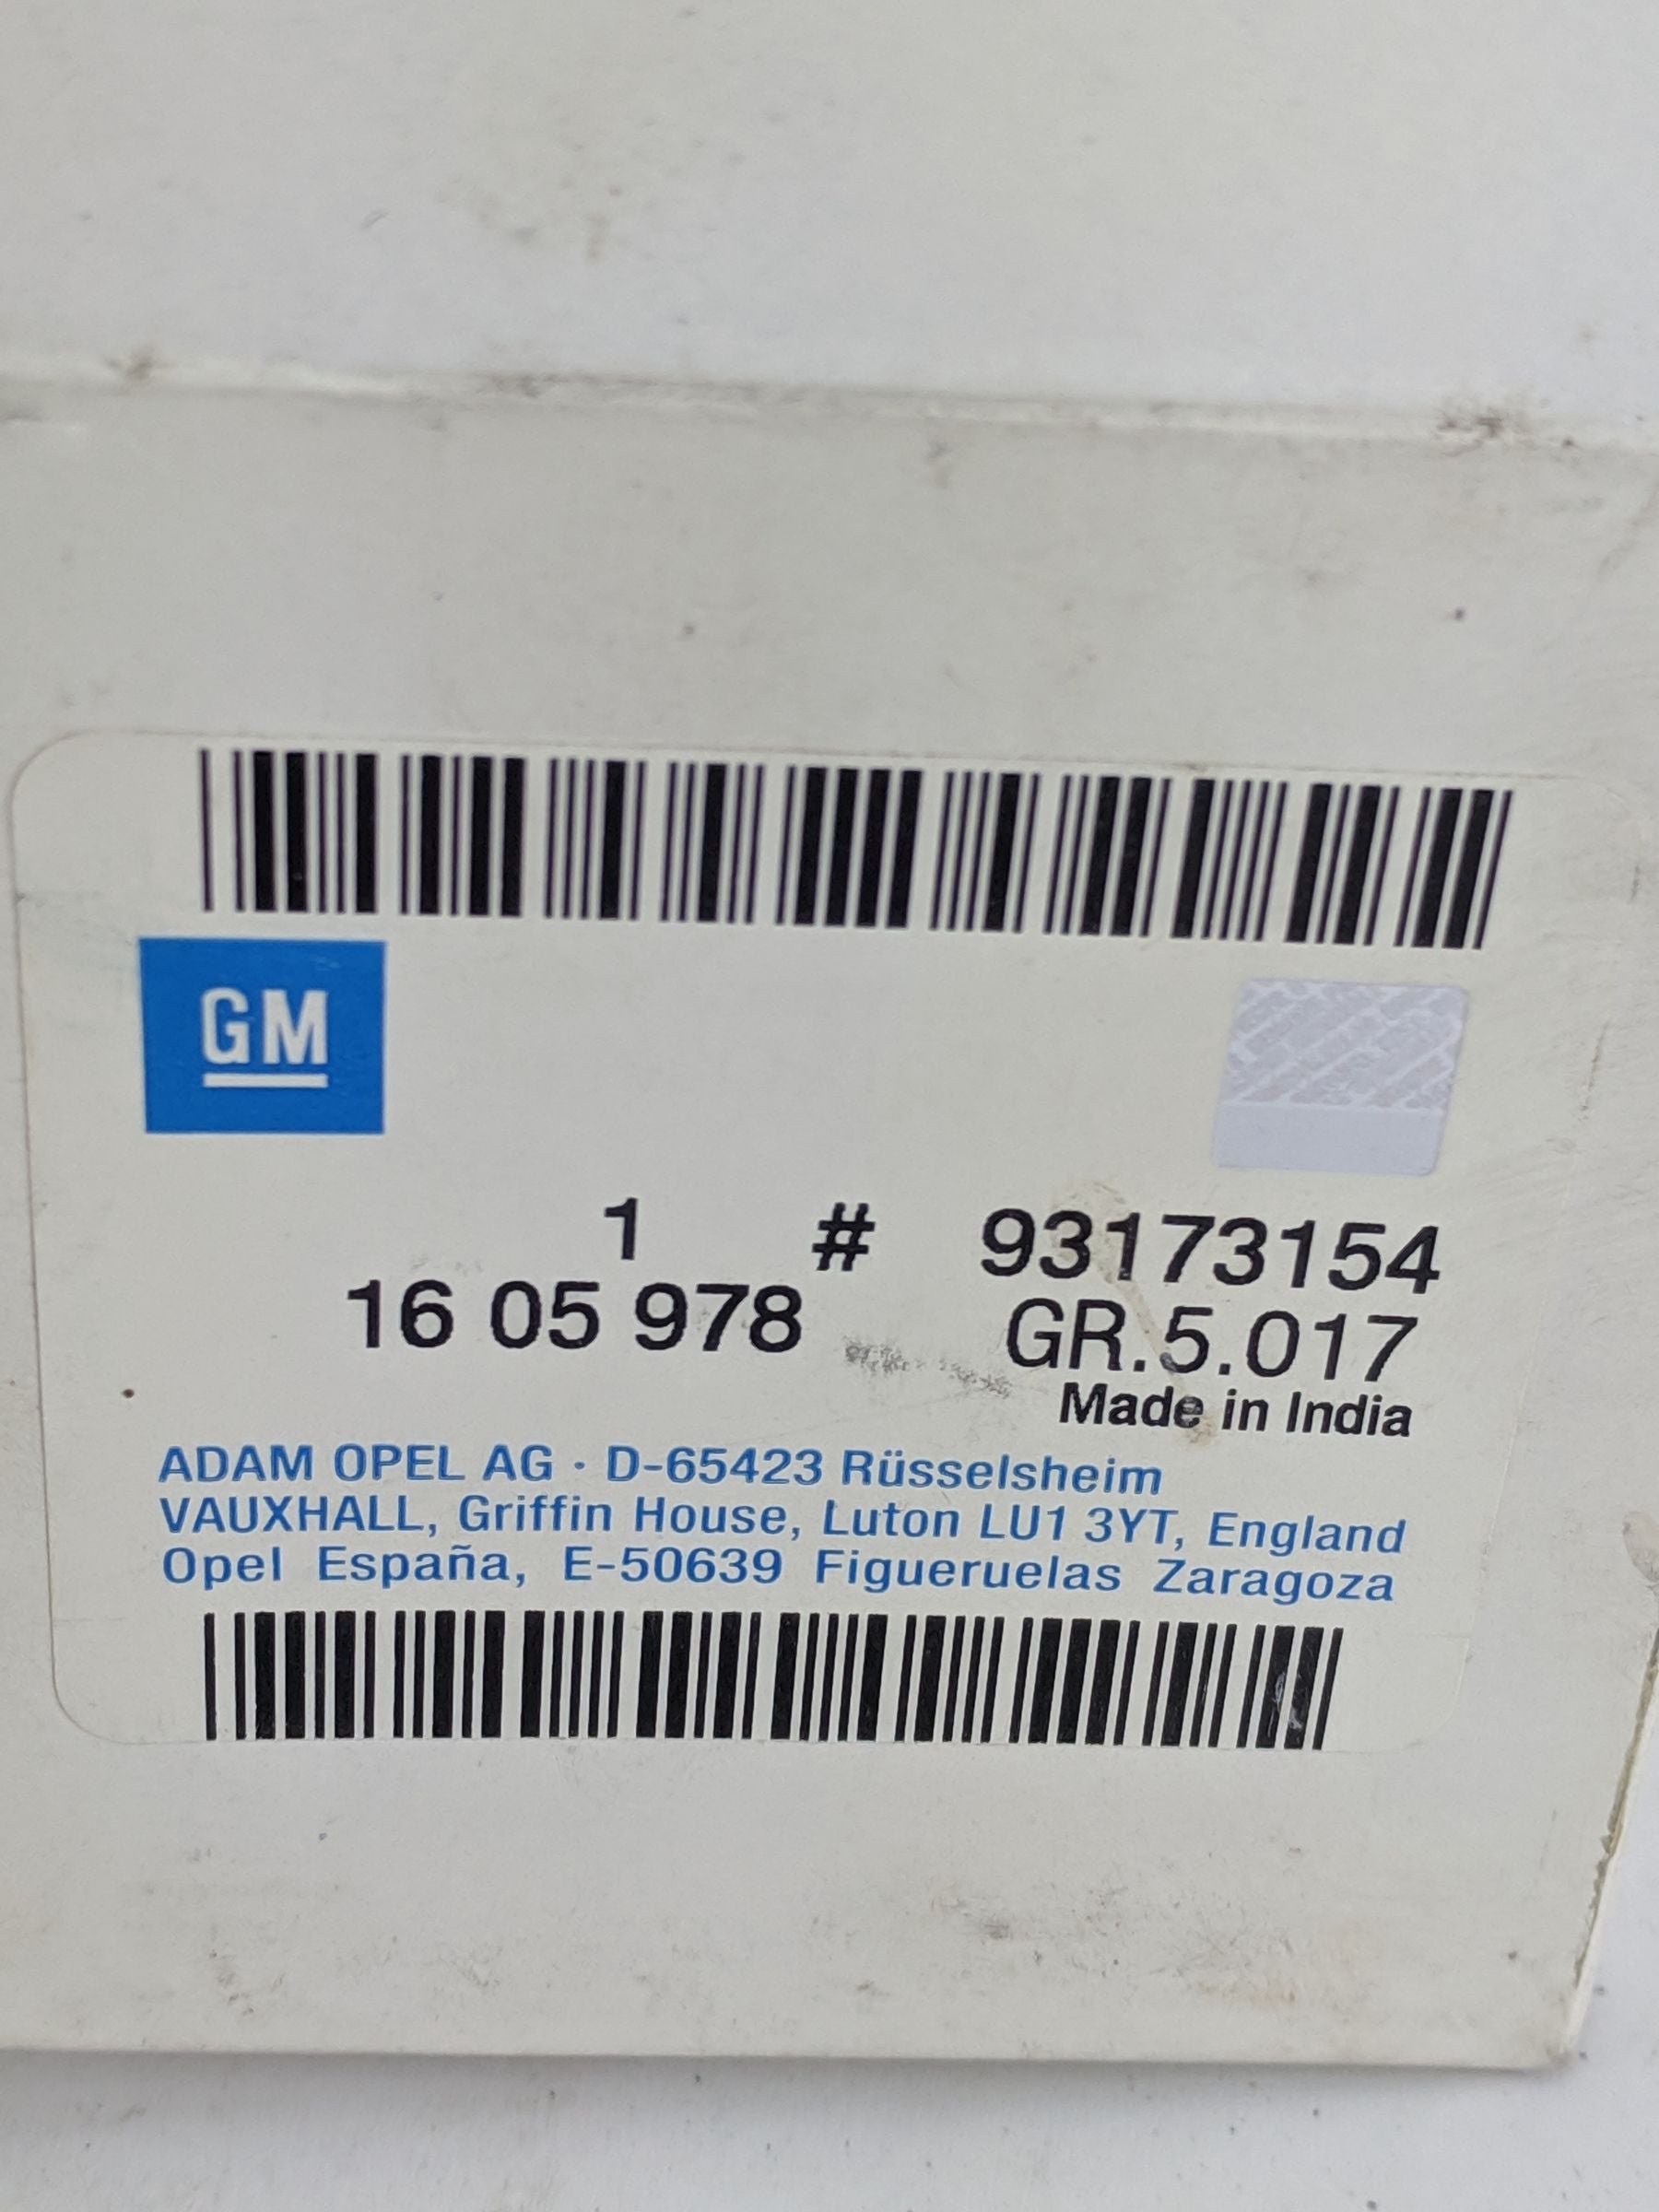 GM
1 # 93173154
16 05 978 GR.5.017
Made in India
ADAM OPEL AG · D-65423 Rüsselsheim
VAUXHALL, Griffin House, Luton LU1 3YT, England
Opel España, E-50639 Figueruelas Zaragoza